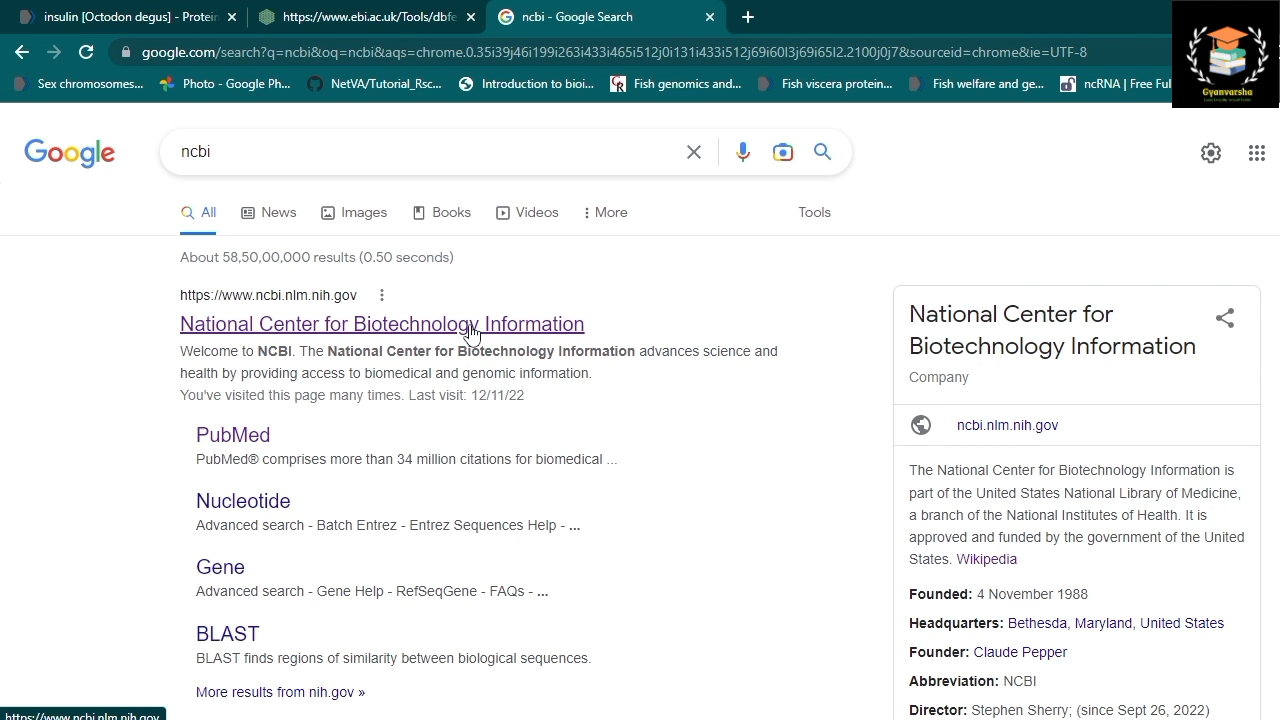 insulin [Octodon degus] - Protein
https://www.ebi.ac.uk/Tools/dbfe
ncbi - Google Search
google.com/search?q=ncbi&oq=ncbi&aqs=chrome.0.35i39j46i199i263i433i465i512j0i131i433i512j69i60l3j69i65l2.2100j0j7&sourceid=chrome&ie=UTF-8
Sex chromosomes...
Photo - Google Ph...
NetVA/Tutorial_Rsc...
Introduction to bioi...
Fish genomics and...
Fish viscera protein...
Fish welfare and ge...
ncRNA | Free Ful
Gyanvarsha
Google
ncbi
All
News
Images
Books
Videos
More
Tools
About 58,50,00,000 results (0.50 seconds)
https://www.ncbi.nlm.nih.gov
National Center for Biotechnology Information
Welcome to NCBI. The National Center for Biotechnology Information advances science and
health by providing access to biomedical and genomic information.
You've visited this page many times. Last visit: 12/11/22
PubMed
PubMed® comprises more than 34 million citations for biomedical ...
Nucleotide
Advanced search - Batch Entrez - Entrez Sequences Help - ...
Gene
Advanced search - Gene Help - RefSeqGene - FAQs - ...
BLAST
BLAST finds regions of similarity between biological sequences.
More results from nih.gov »
https://www.ncbi.nlm.nih.gov
National Center for
Biotechnology Information
Company
ncbi.nlm.nih.gov
The National Center for Biotechnology Information is
part of the United States National Library of Medicine,
a branch of the National Institutes of Health. It is
approved and funded by the government of the United
States. Wikipedia
Founded: 4 November 1988
Headquarters: Bethesda, Maryland, United States
Founder: Claude Pepper
Abbreviation: NCBI
Director: Stephen Sherry; (since Sept 26, 2022)